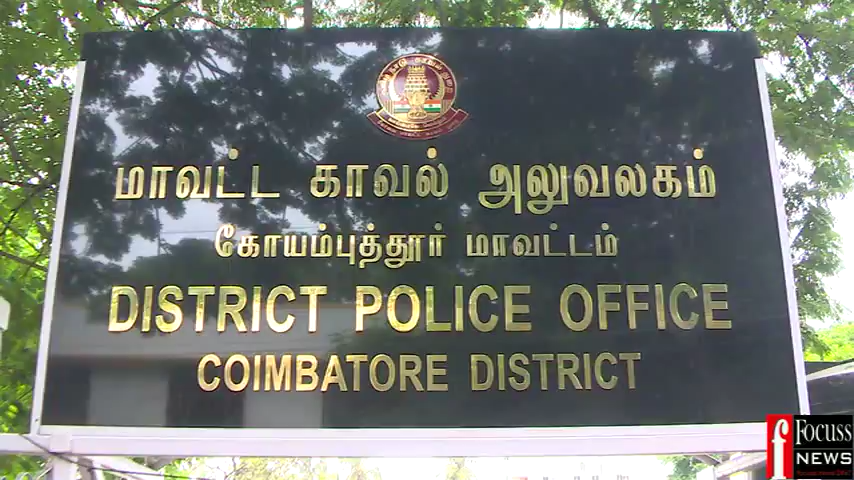 மாவட்ட காவல் அலுவலகம்
கோயம்புத்தூர் மாவட்டம்
DISTRICT POLICE OFFICE
COIMBATORE DISTRICT
f Focuss
NEWS